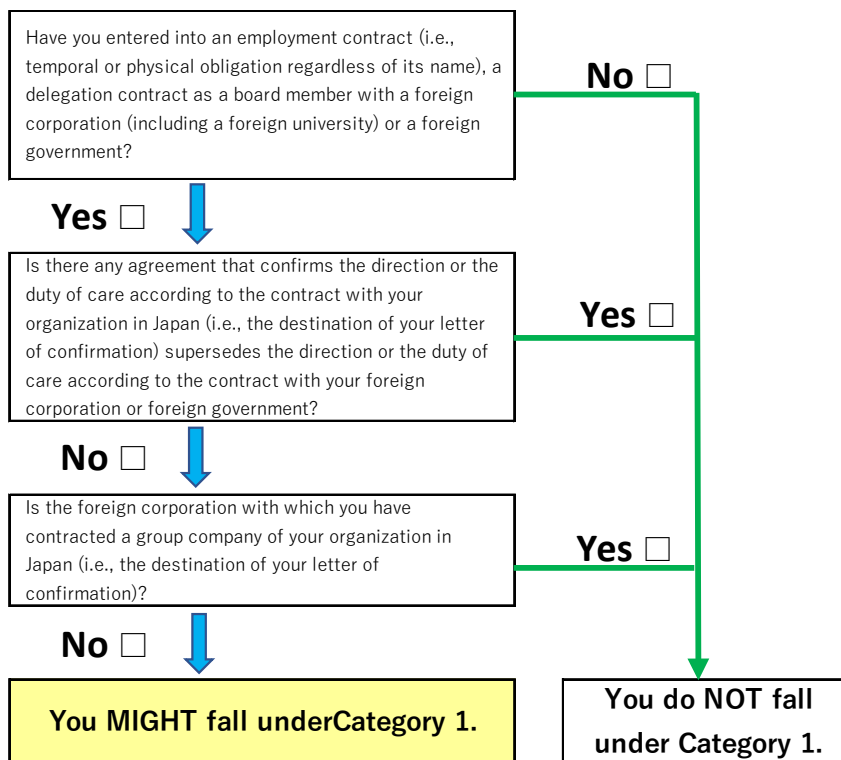 Have you entered into an employment contract (i.e.,
temporal or physical obligation regardless of its name), a
delegation contract as a board member with a foreign
corporation (including a foreign university) or a foreign
government?
No □
Yes □
Is there any agreement that confirms the direction or the
duty of care according to the contract with your
organization in Japan (i.e., the destination of your letter
of confirmation) supersedes the direction or the duty of
care according to the contract with your foreign
corporation or foreign government?
Yes □
No □
Is the foreign corporation with which you have
contracted a group company of your organization in
Japan (i.e., the destination of your letter of
confirmation)?
Yes □
No □
You MIGHT fall underCategory 1.
You do NOT fall
under Category 1.